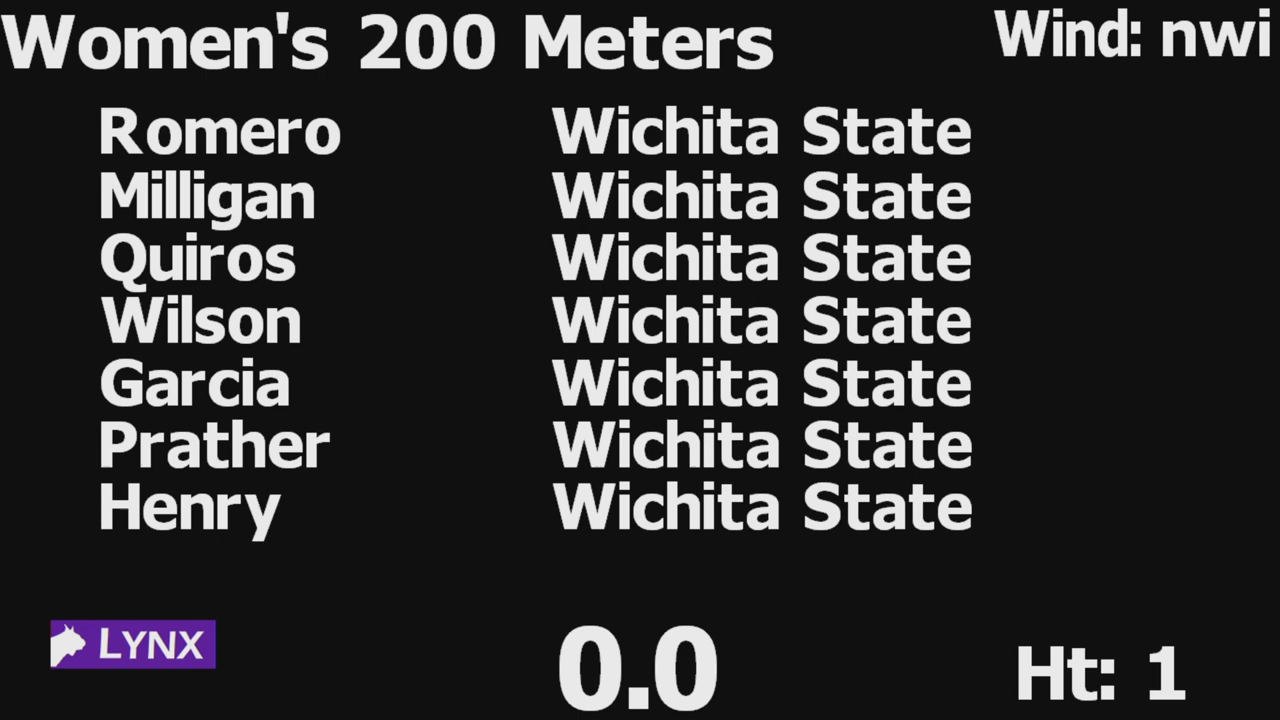 Women's 200 Meters Wind: nwi
Romero Wichita State
Milligan Wichita State
Quiros Wichita State
Wilson Wichita State
Garcia Wichita State
Prather Wichita State
Henry Wichita State
LYNX 0.0 Ht: 1